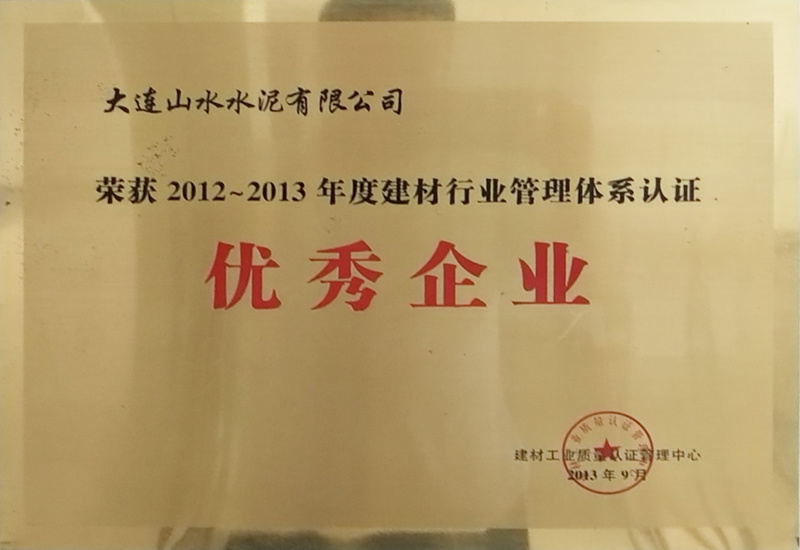 大连山水水泥有限公司
荣获 2012~2013 年度建材行业管理体系认证
优秀企业
建材工业质量认证管理中心
2013 年 9 月